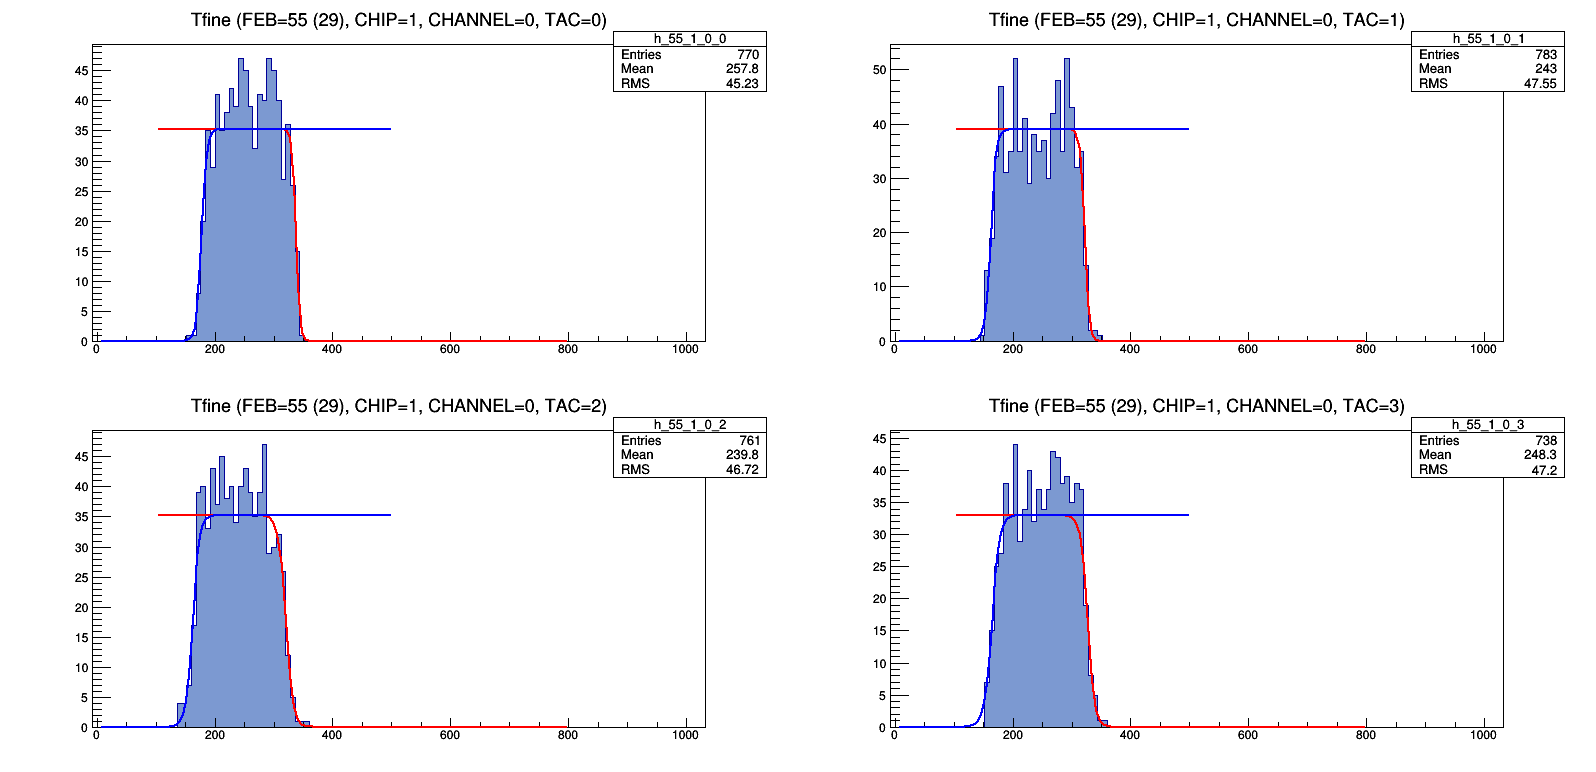 Tfine (FEB=55 (29), CHIP=1, CHANNEL=0, TAC=0)
h_55_1_0_0
Entries 770
Mean 257.8
RMS 45.23
45
40
35
30
25
20
15
10
5
0
0 200 400 600 800 1000
Tfine (FEB=55 (29), CHIP=1, CHANNEL=0, TAC=1)
h_55_1_0_1
Entries 783
Mean 243
RMS 47.55
50
40
30
20
10
0
0 200 400 600 800 1000
Tfine (FEB=55 (29), CHIP=1, CHANNEL=0, TAC=2)
h_55_1_0_2
Entries 761
Mean 239.8
RMS 46.72
45
40
35
30
25
20
15
10
5
0
0 200 400 600 800 1000
Tfine (FEB=55 (29), CHIP=1, CHANNEL=0, TAC=3)
h_55_1_0_3
Entries 738
Mean 248.3
RMS 47.2
45
40
35
30
25
20
15
10
5
0
0 200 400 600 800 1000